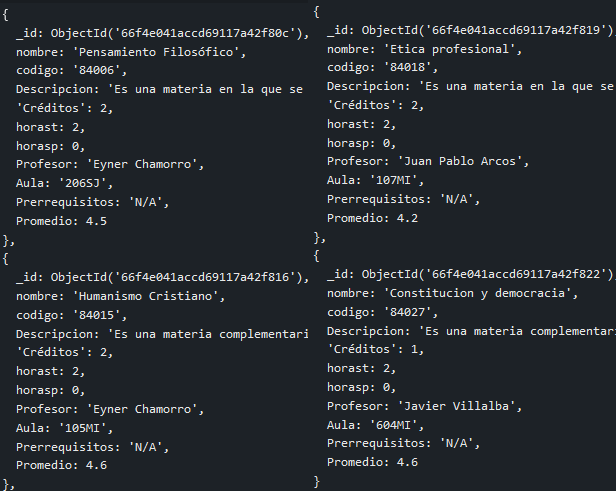 {
_id: ObjectId('66f4e041accd69117a42f80c'),
nombre: 'Pensamiento Filosófico',
codigo: '84006',
Descripcion: 'Es una materia en la que se
'Créditos': 2,
horast: 2,
horasp: 0,
Profesor: 'Eyner Chamorro',
Aula: '206SJ',
Prerrequisitos: 'N/A',
Promedio: 4.5
},
{
_id: ObjectId('66f4e041accd69117a42f816'),
nombre: 'Humanismo Cristiano',
codigo: '84015',
Descripcion: 'Es una materia complementari
'Créditos': 2,
horast: 2,
horasp: 0,
Profesor: 'Eyner Chamorro',
Aula: '105MI',
Prerrequisitos: 'N/A',
Promedio: 4.6
},
{
_id: ObjectId('66f4e041accd69117a42f819'),
nombre: 'Etica profesional',
codigo: '84018',
Descripcion: 'Es una materia en la que se
'Créditos': 2,
horast: 2,
horasp: 0,
Profesor: 'Juan Pablo Arcos',
Aula: '107MI',
Prerrequisitos: 'N/A',
Promedio: 4.2
},
{
_id: ObjectId('66f4e041accd69117a42f822'),
nombre: 'Constitucion y democracia',
codigo: '84027',
Descripcion: 'Es una materia complementari
'Créditos': 1,
horast: 2,
horasp: 0,
Profesor: 'Javier Villalba',
Aula: '604MI',
Prerrequisitos: 'N/A',
Promedio: 4.6
}